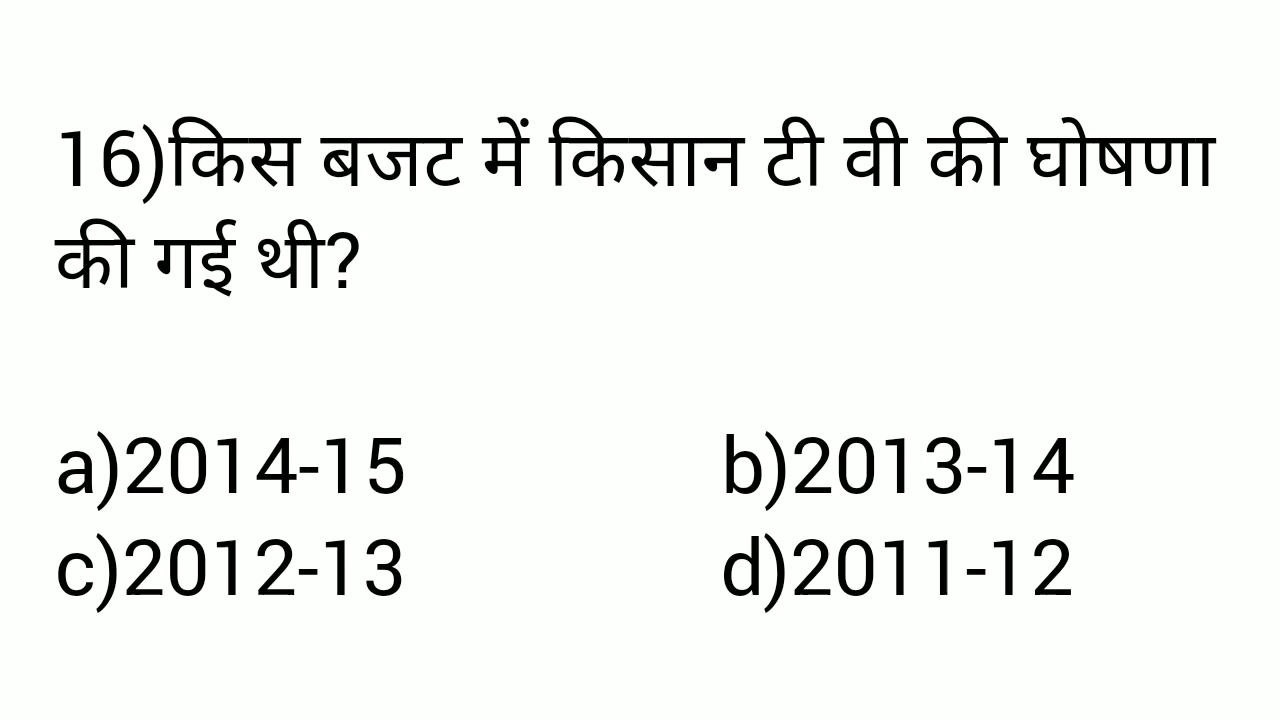 16)किस बजट में किसान टी वी की घोषणा
की गई थी?
a)2014-15 b)2013-14
c)2012-13 d)2011-12